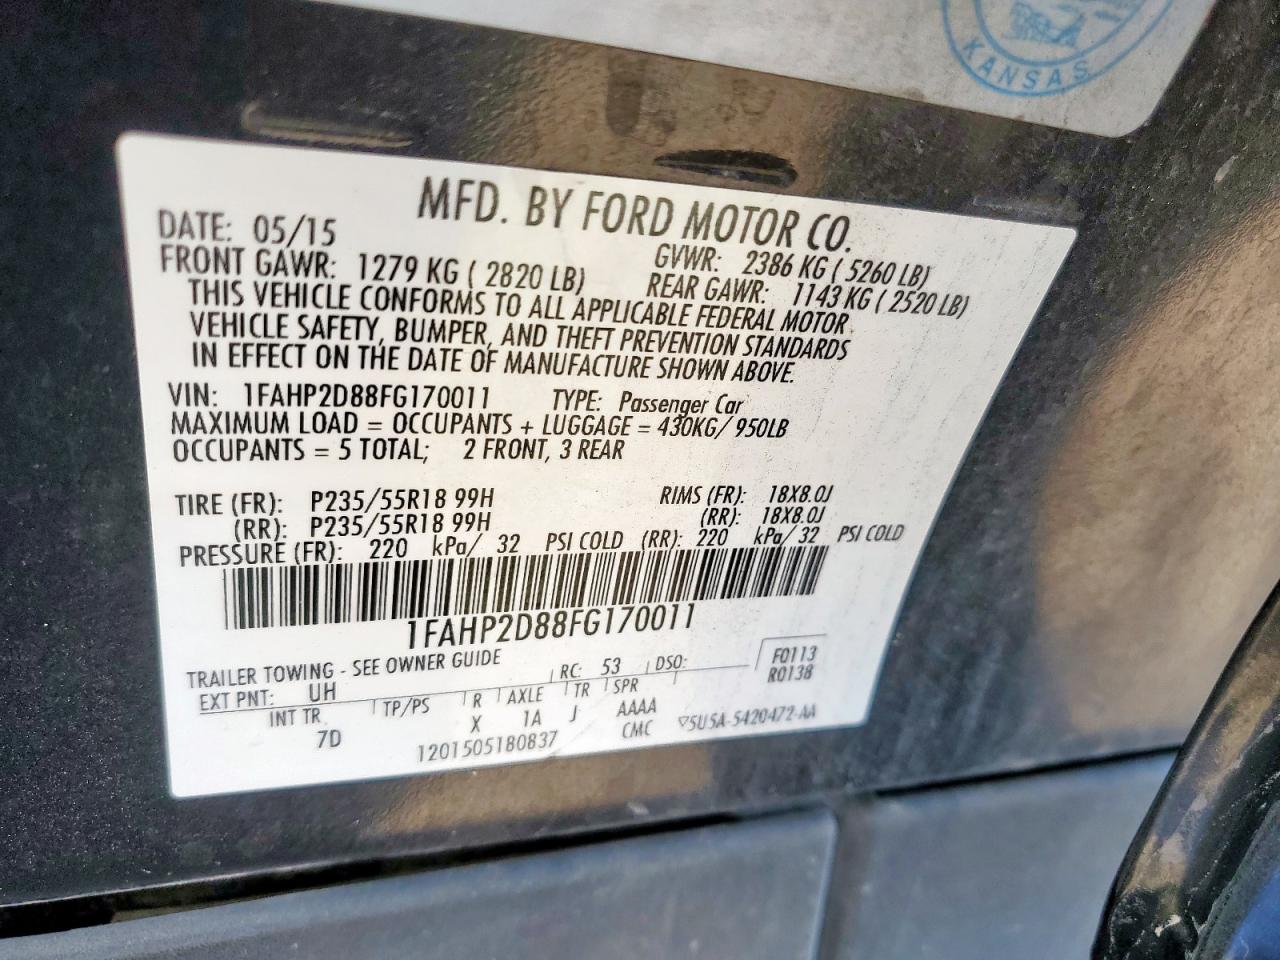 KANSAS
MFD. BY FORD MOTOR CO.
DATE: 05/15 GVWR: 2386 KG ( 5260 LB)
FRONT GAWR: 1279 KG ( 2820 LB) REAR GAWR: 1143 KG ( 2520 LB)
THIS VEHICLE CONFORMS TO ALL APPLICABLE FEDERAL MOTOR
VEHICLE SAFETY, BUMPER, AND THEFT PREVENTION STANDARDS
IN EFFECT ON THE DATE OF MANUFACTURE SHOWN ABOVE.
VIN: 1FAHP2D88FG170011 TYPE: Passenger Car
MAXIMUM LOAD = OCCUPANTS + LUGGAGE = 430KG/ 950LB
OCCUPANTS = 5 TOTAL; 2 FRONT, 3 REAR
TIRE (FR): P235/55R18 99H RIMS (FR): 18X8.0J
(RR): P235/55R18 99H (RR): 18X8.0J
PRESSURE (FR): 220 kPa/ 32 PSI COLD (RR): 220 kPa/ 32 PSI COLD
1FAHP2D88FG170011
TRAILER TOWING - SEE OWNER GUIDE F0113
EXT PNT: UH RC: 53 DSO: R0138
INT TR TP/PS R AXLE TR SPR
7D X 1A J AAAA
1201505180837 CMC ▽5U5A-5420472-AA